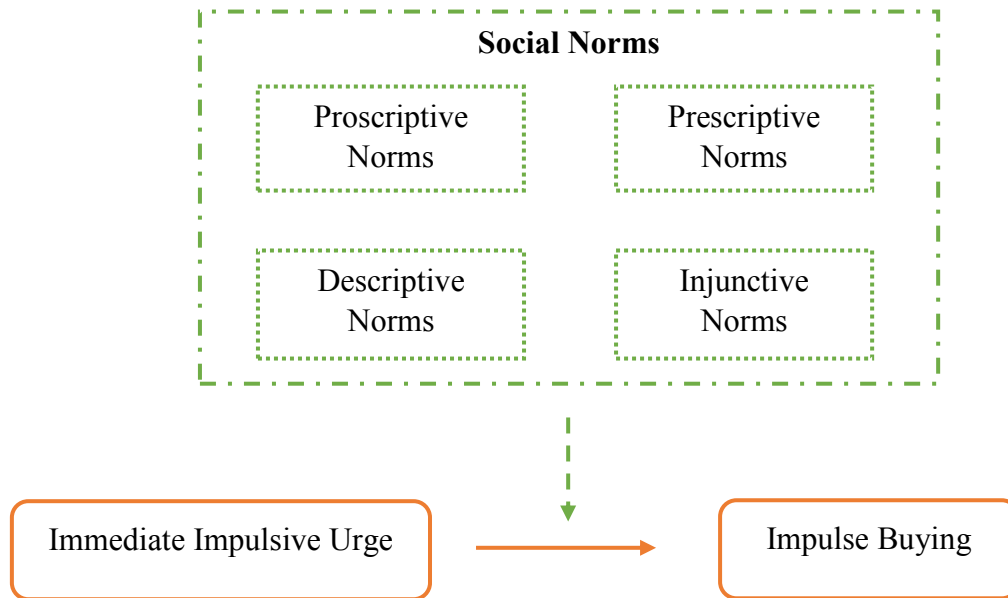 Social Norms
Proscriptive
Norms
Prescriptive
Norms
Descriptive
Norms
Injunctive
Norms
Immediate Impulsive Urge
Impulse Buying